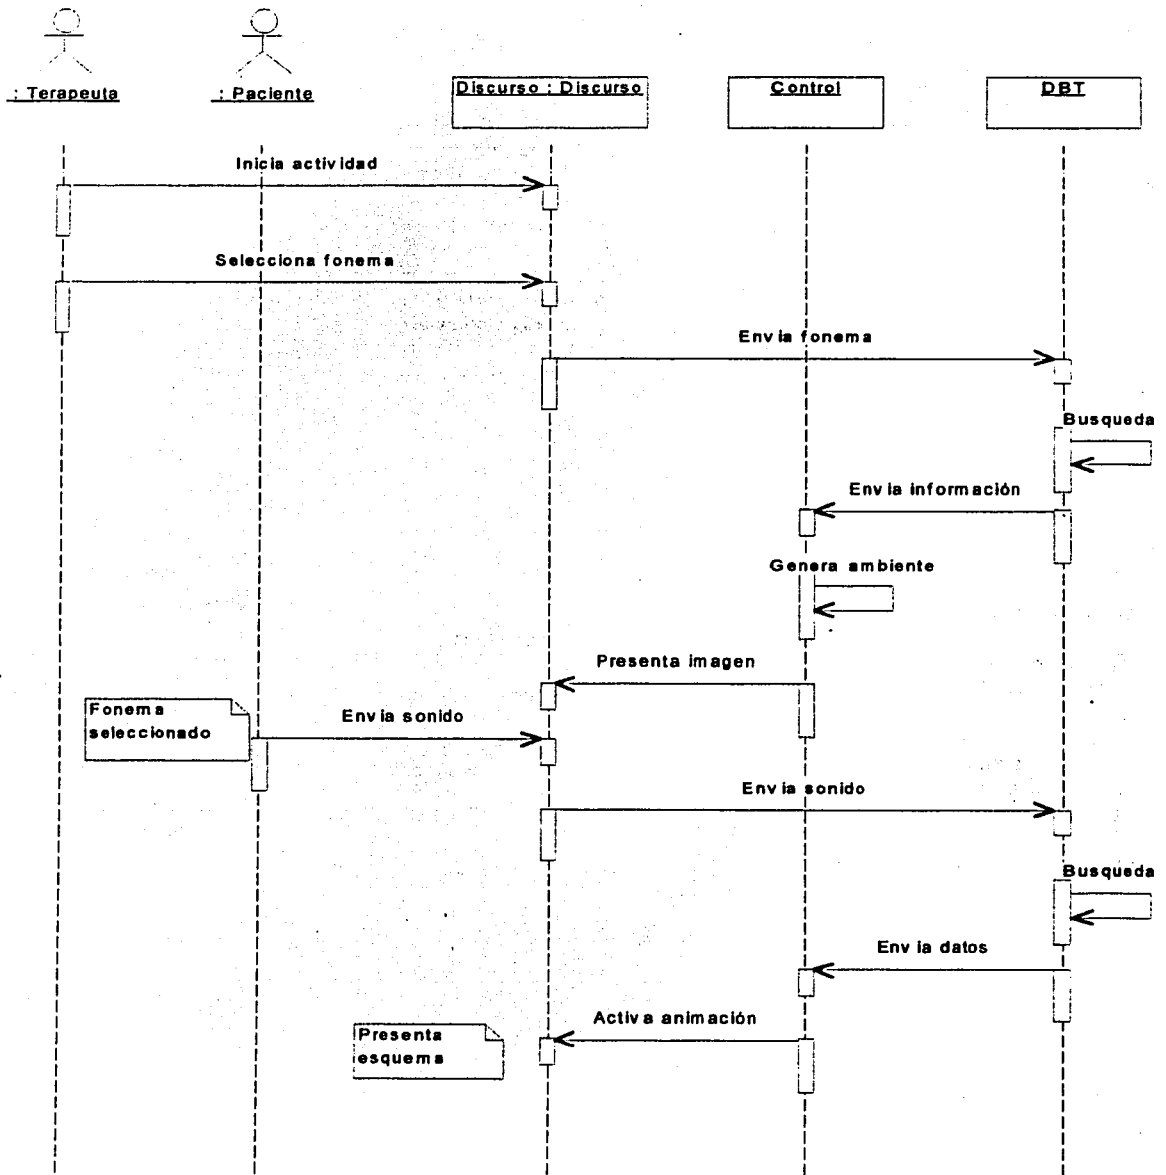 : Terapeuta
: Paciente
Discurso : Discurso
Control
DBT
Inicia actividad
Selecciona fonema
Envia fonema
Busqueda
Envia información
Genera ambiente
Presenta imagen
Fonema
seleccionado
Envia sonido
Envia sonido
Busqueda
Envia datos
Activa animación
Presenta
esquema